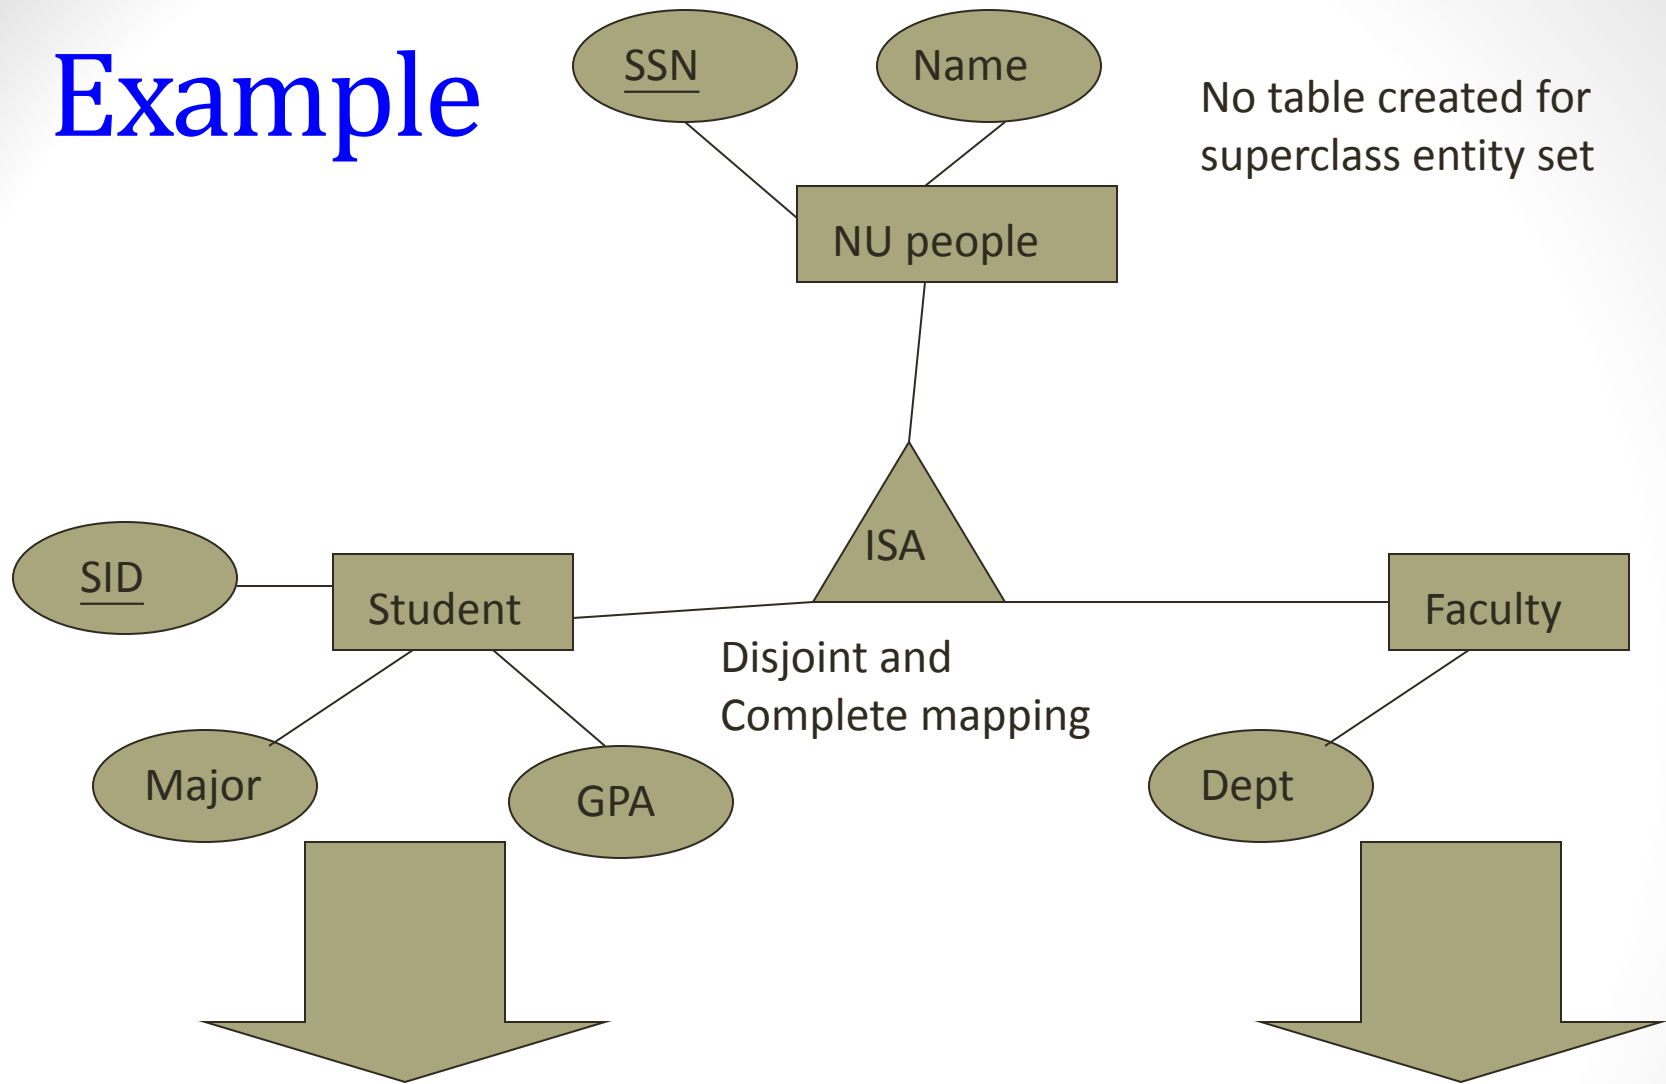 Example
SSN
Name
No table created for
superclass entity set
NU people
ISA
SID
Student
Faculty
Disjoint and
Complete mapping
Major
GPA
Dept